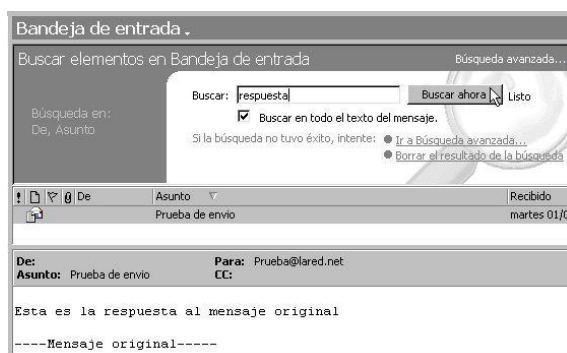 Bandeja de entrada
Buscar elementos en Bandeja de entrada Búsqueda avanzada...
Buscar: respuesta Buscar ahora Listo
Búsqueda en:
De, Asunto
Buscar en todo el texto del mensaje.
Si la búsqueda no tuvo éxito, intente: Ir a Búsqueda avanzada...
Borrar el resultado de la búsqueda
! De Asunto Recibido
Prueba de envio martes 01/
De: Para: Prueba@lared.net
Asunto: Prueba de envio CC:
Esta es la respuesta al mensaje original
----Mensaje original-----